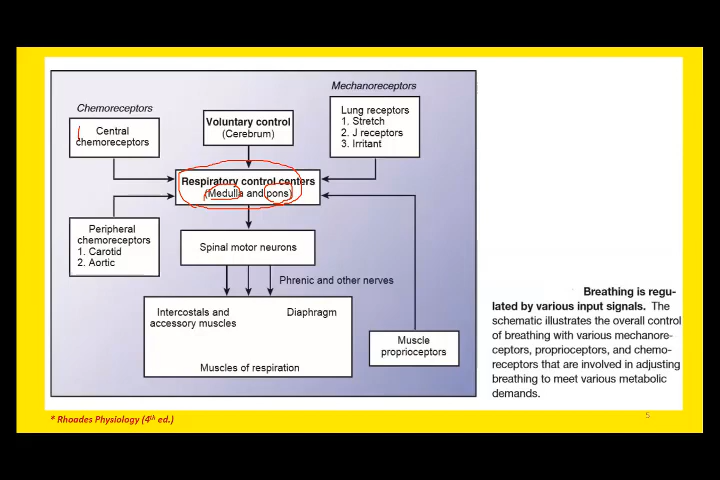 Mechanoreceptors
Chemoreceptors
Central
chemoreceptors
Voluntary control
(Cerebrum)
Lung receptors
1. Stretch
2. J receptors
3. Irritant
Respiratory control centers
(Medulla and pons)
Peripheral
chemoreceptors
1. Carotid
2. Aortic
Spinal motor neurons
Phrenic and other nerves
Intercostals and
accessory muscles
Diaphragm
Muscles of respiration
Muscle
proprioceptors
Breathing is regu-
lated by various input signals. The
schematic illustrates the overall control
of breathing with various mechanore-
ceptors, proprioceptors, and chemo-
receptors that are involved in adjusting
breathing to meet various metabolic
demands.
* Rhoades Physiology (4th ed.)
5